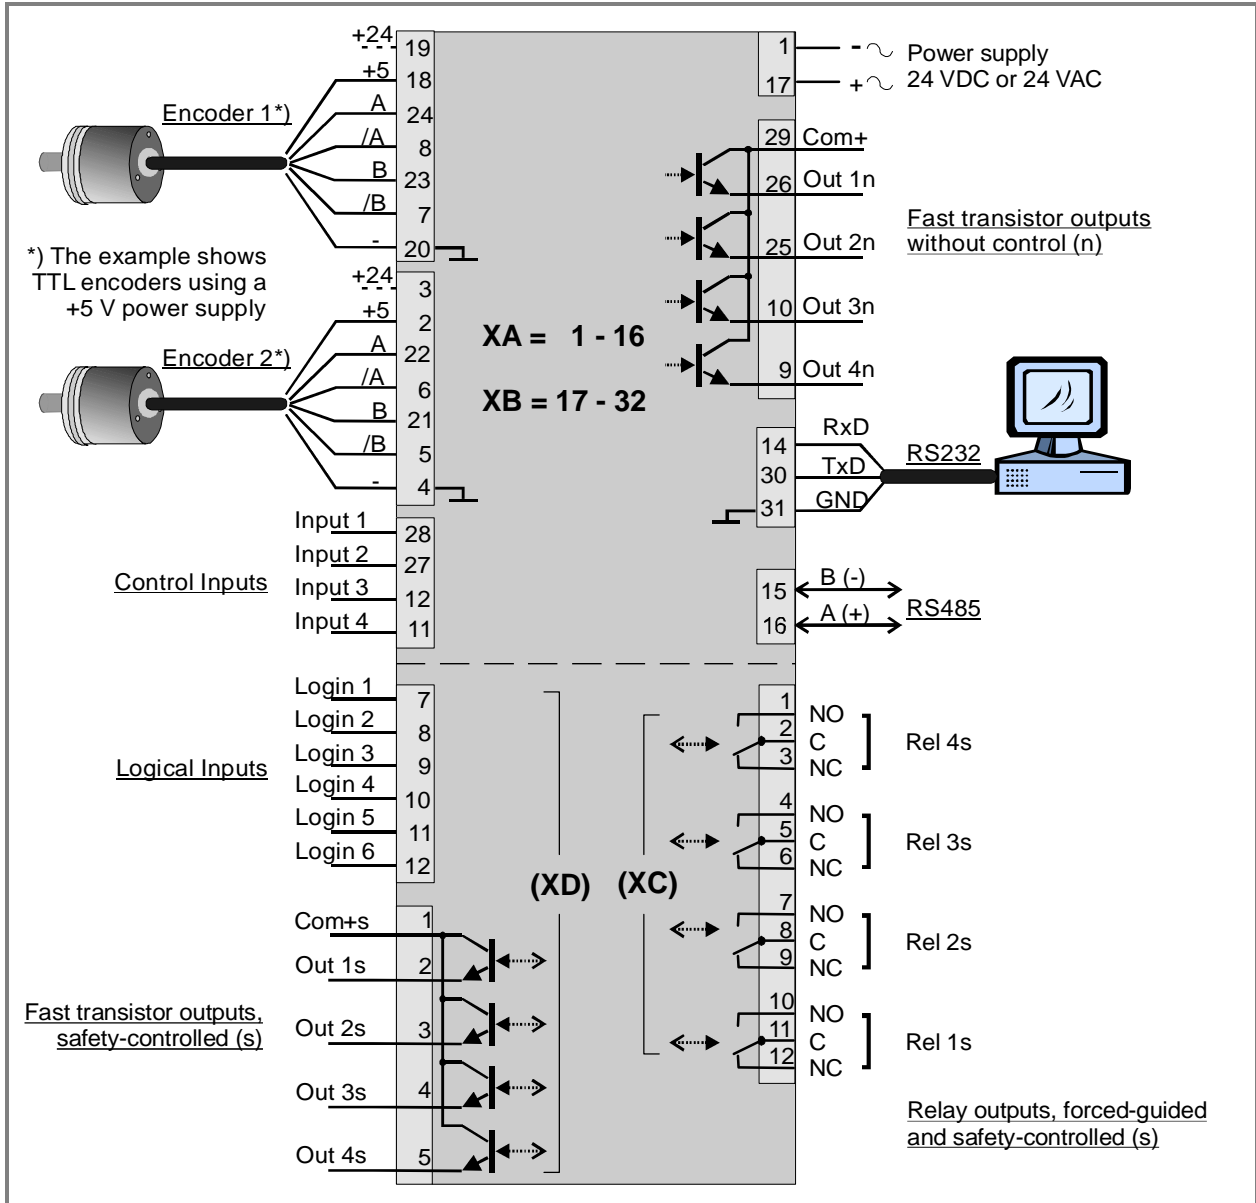 +24 19
+5 18
A 24
/A 8
B 23
/B 7
- 20
Encoder 1*)
*) The example shows
TTL encoders using a
+5 V power supply
+24 3
+5 2
A 22
/A 6
B 21
/B 5
- 4
Encoder 2*)
Input 1 28
Input 2 27
Input 3 12
Input 4 11
Control Inputs
XA = 1 - 16
XB = 17 - 32
1 -
17 +
Power supply
24 VDC or 24 VAC
29 Com+
26 Out 1n
25 Out 2n
10 Out 3n
9 Out 4n
Fast transistor outputs
without control (n)
14 RxD
30 TxD
31 GND
RS232
15 B (-)
16 A (+)
RS485
Login 1 7
Login 2 8
Login 3 9
Login 4 10
Login 5 11
Login 6 12
Logical Inputs
Com+s 1
Out 1s 2
Out 2s 3
Out 3s 4
Out 4s 5
Fast transistor outputs,
safety-controlled (s)
(XD) (XC)
1 NO
2 C
3 NC
Rel 4s
4 NO
5 C
6 NC
Rel 3s
7 NO
8 C
9 NC
Rel 2s
10 NO
11 C
12 NC
Rel 1s
Relay outputs, forced-guided
and safety-controlled (s)